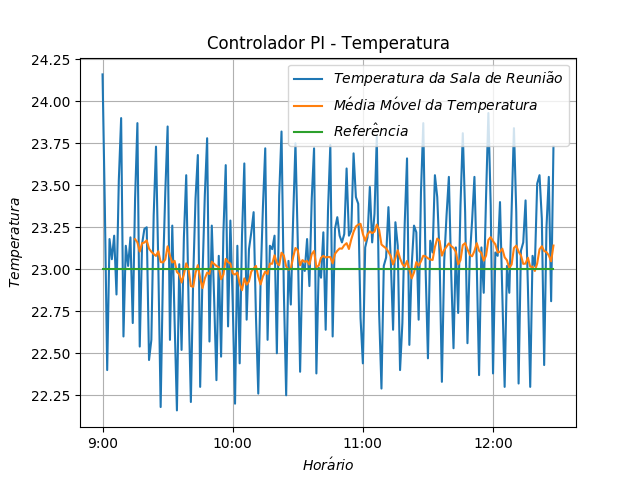 Controlador PI - Temperatura
24.25
24.00
23.75
23.50
23.25
23.00
22.75
22.50
22.25
Temperatura
Temperatura da Sala de Reunião
Média Móvel da Temperatura
Referência
9:00 10:00 11:00 12:00
Horário